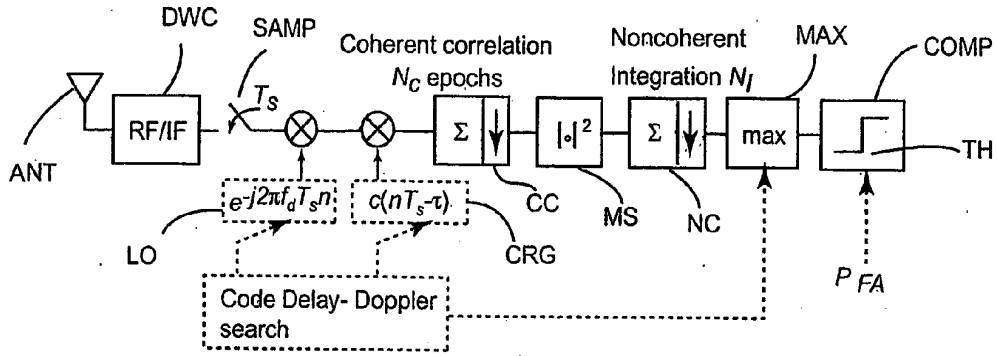 DWC
SAMP
Coherent correlation
N_C epochs
Noncoherent
Integration N_I
MAX
COMP
T_S
RF/IF
Σ
|∘|²
Σ
max
TH
ANT
e^-j2πf_dT_sn
c(nT_s-τ)
CC
MS
NC
LO
CRG
P_FA
Code Delay- Doppler
search